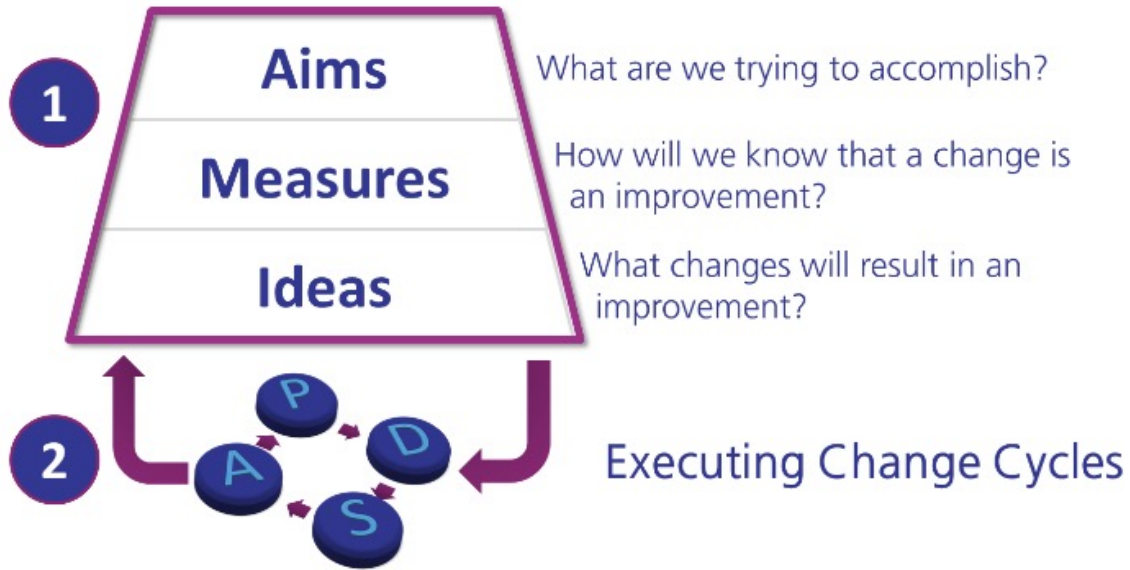 1
Aims
What are we trying to accomplish?
Measures
How will we know that a change is
an improvement?
Ideas
What changes will result in an
improvement?
2
P
D
S
A
Executing Change Cycles